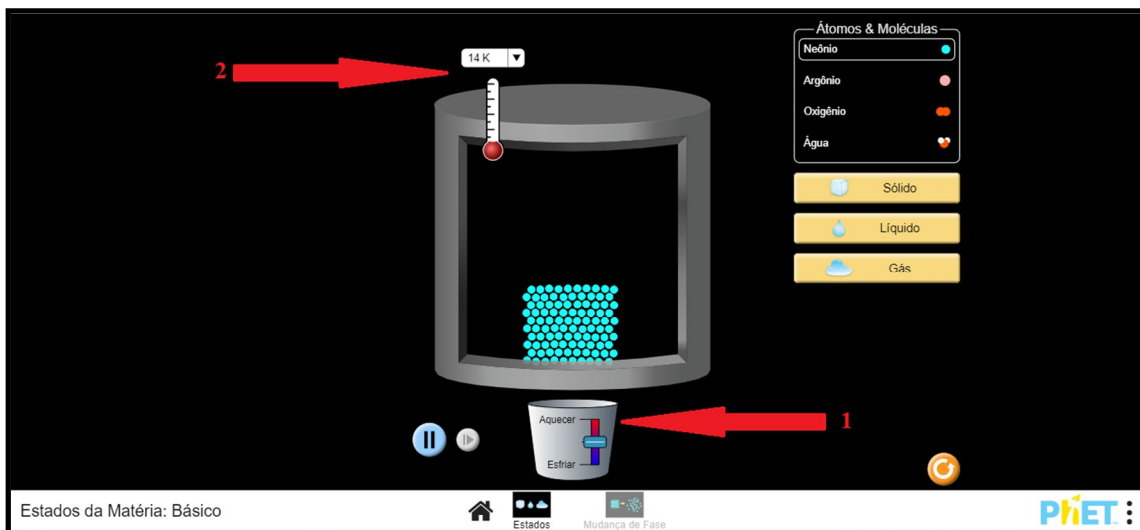 Átomos & Moléculas
14 K
Neônio
2
Argônio
Oxigênio
Água
Sólido
Líquido
Gás
Aquecer
1
Esfriar
Estados da Matéria: Básico
Estados
Mudança de Fase
PhET